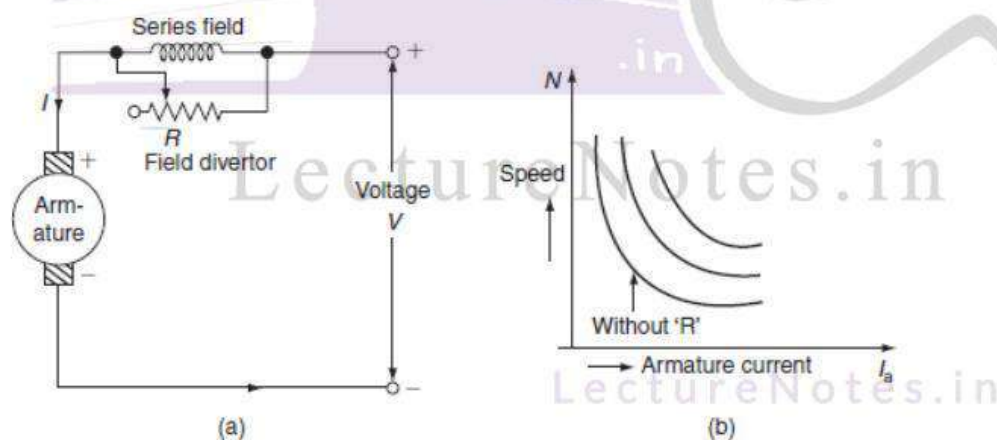 Series field
+
.in
N
I
R
Field divertor
+
LectureNotes.in
Speed
Voltage
V
Arm-
ature
−
Without 'R'
Armature current
Ia
−
LectureNotes.in
(a)
(b)